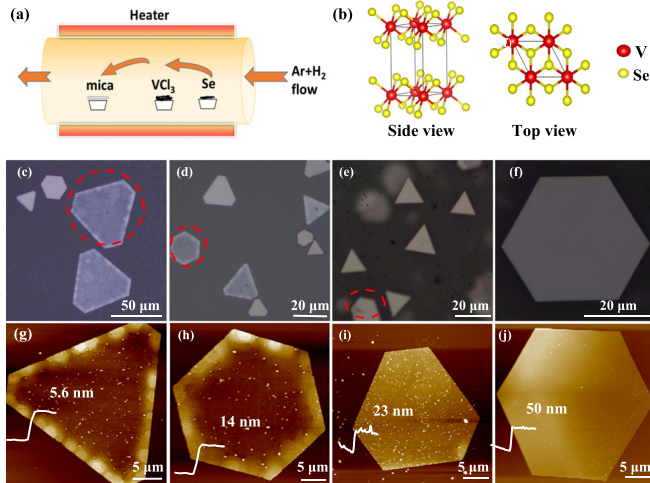 (a)
Heater
mica
VCl₃
Se
Ar+H₂
flow
(b)
V
Se
Side view
Top view
(c)
50 μm
(d)
20 μm
(e)
20 μm
(f)
20 μm
(g)
5.6 nm
5 μm
(h)
14 nm
5 μm
(i)
23 nm
5 μm
(j)
50 nm
5 μm